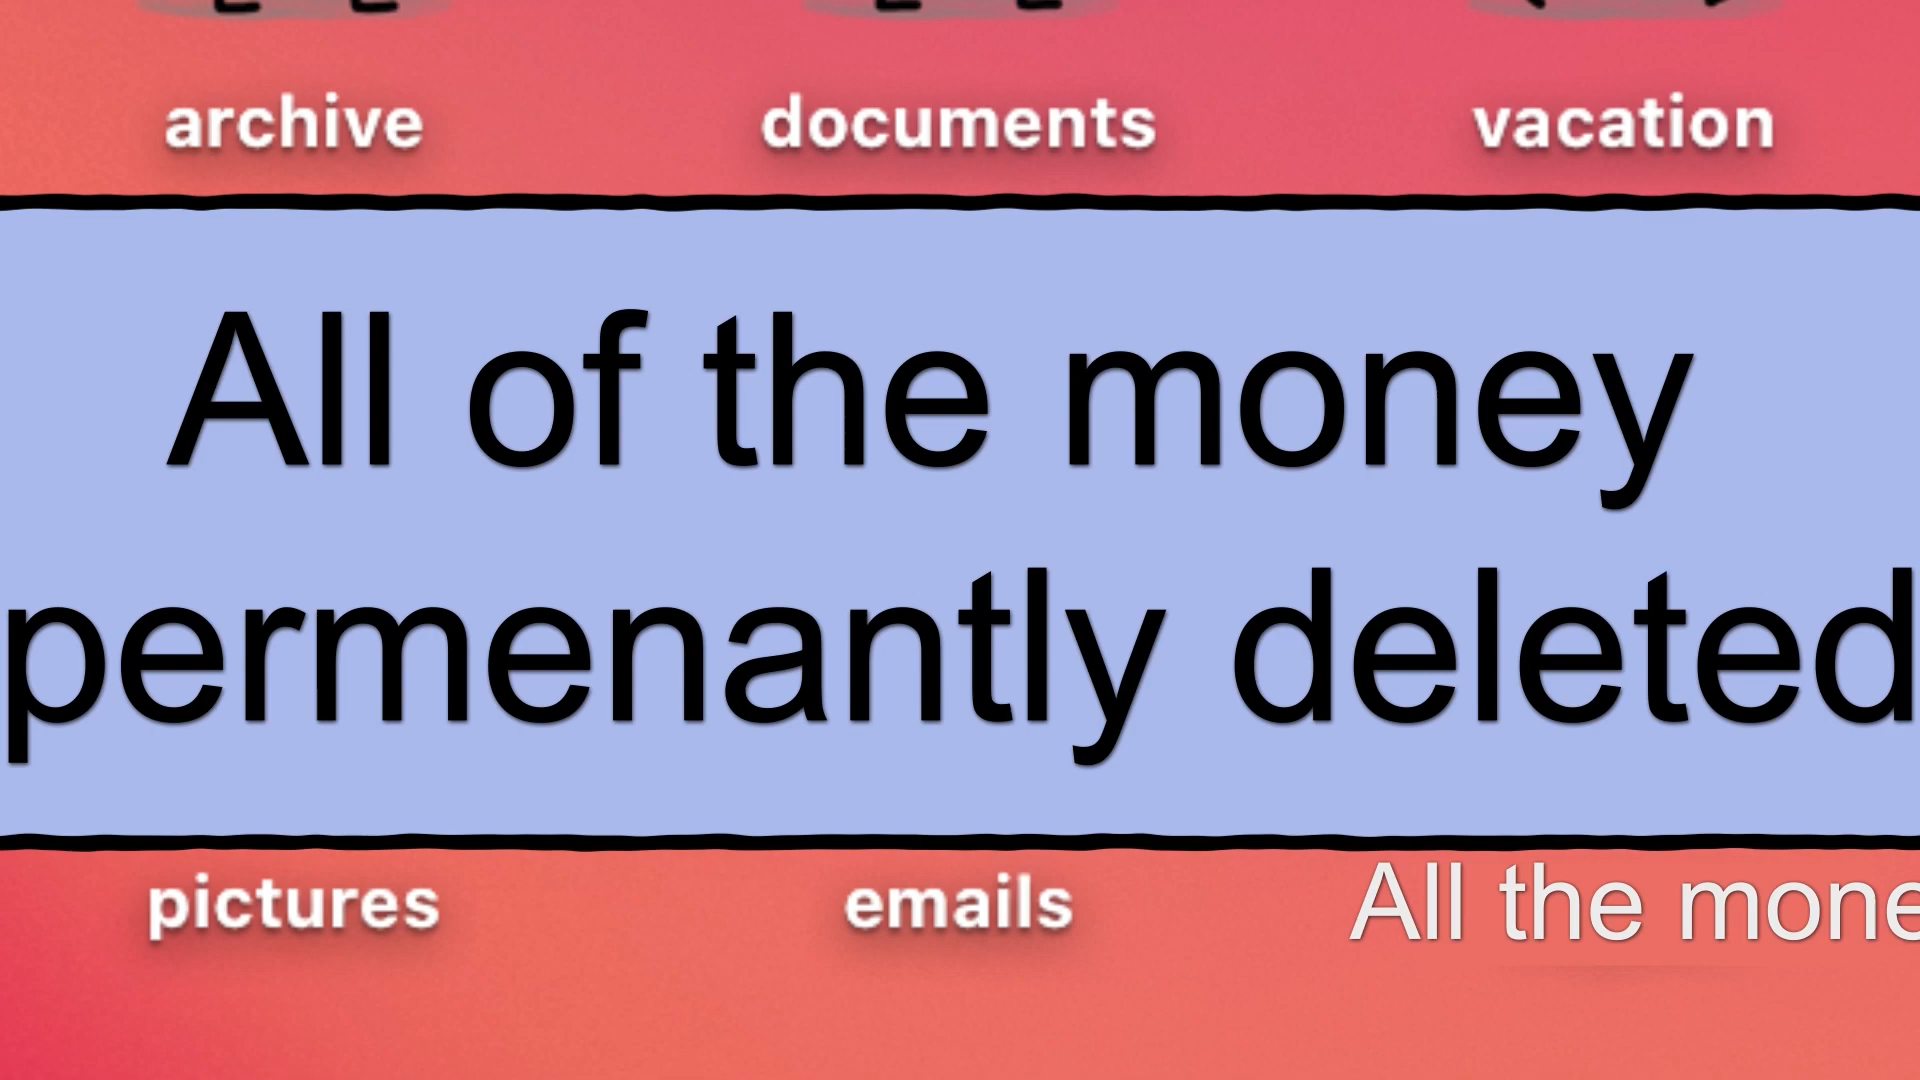 archive documents vacation
All of the money
permenantly deleted
pictures emails All the mone